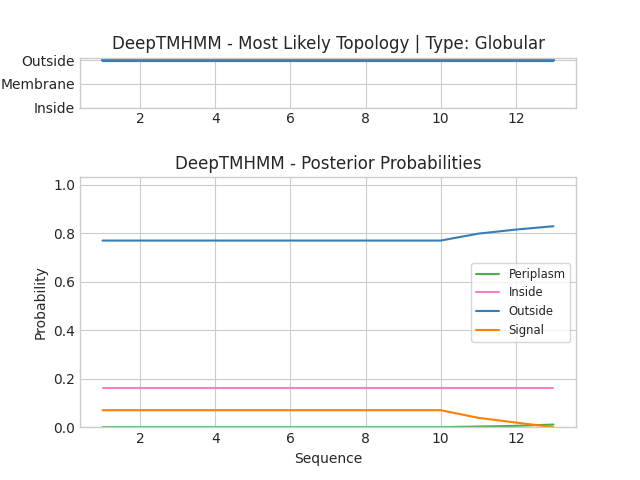 DeepTMHMM - Most Likely Topology | Type: Globular
Outside
Membrane
Inside
2 4 6 8 10 12
DeepTMHMM - Posterior Probabilities
1.0
0.8
0.6
0.4
0.2
0.0
Probability
Periplasm
Inside
Outside
Signal
2 4 6 8 10 12
Sequence